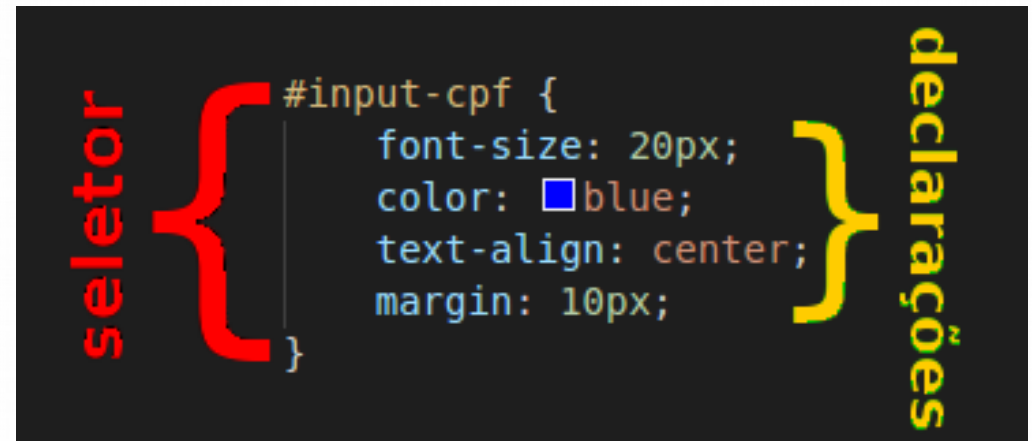 seletor
#input-cpf {
font-size: 20px;
color: blue;
text-align: center;
margin: 10px;
}
declarações